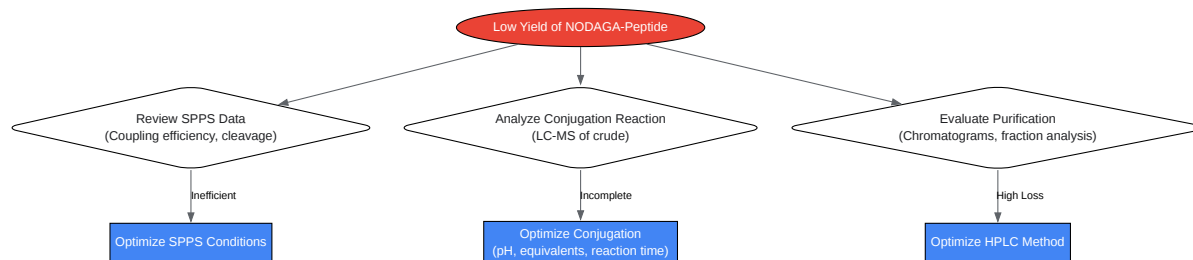 Low Yield of NODAGA-Peptide
Review SPPS Data
(Coupling efficiency, cleavage)
Analyze Conjugation Reaction
(LC-MS of crude)
Evaluate Purification
(Chromatograms, fraction analysis)
Inefficient
Incomplete
High Loss
Optimize SPPS Conditions
Optimize Conjugation
(pH, equivalents, reaction time)
Optimize HPLC Method